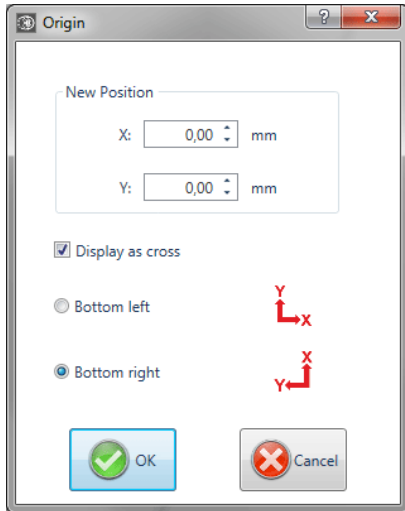 Origin
?
New Position
X: 0,00 mm
Y: 0,00 mm
Display as cross
Bottom left
Y
X
Bottom right
X
Y
OK
Cancel